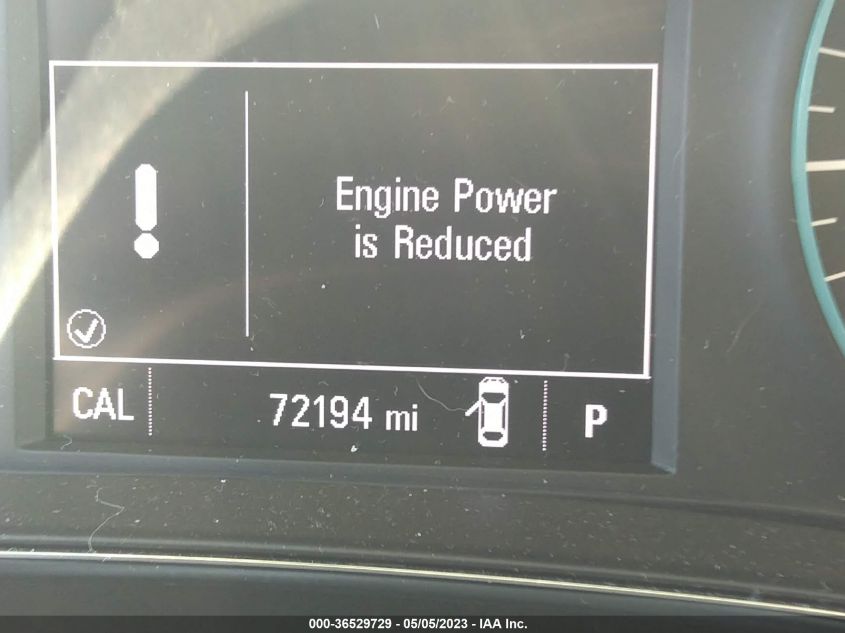 Engine Power
is Reduced
CAL 72194 mi P
000-36529729 - 05/05/2023 - IAA Inc.